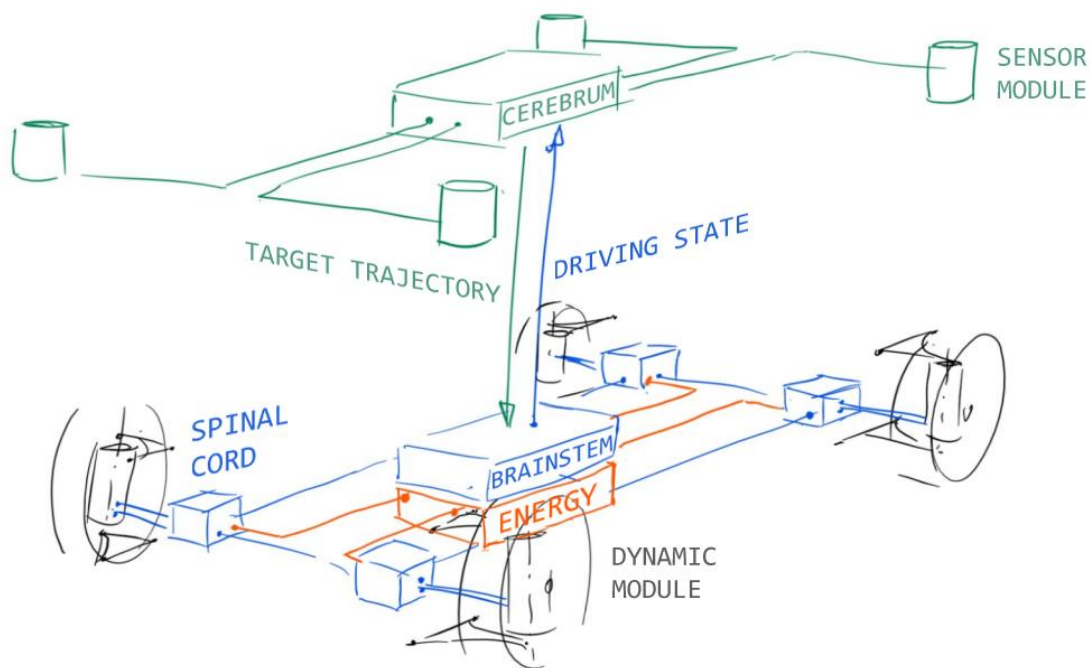 CEREBRUM
SENSOR
MODULE
TARGET TRAJECTORY
DRIVING STATE
SPINAL
CORD
BRAINSTEM
ENERGY
DYNAMIC
MODULE